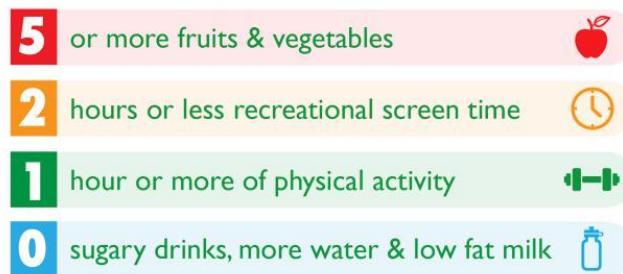 5 or more fruits & vegetables
2 hours or less recreational screen time
1 hour or more of physical activity
0 sugary drinks, more water & low fat milk